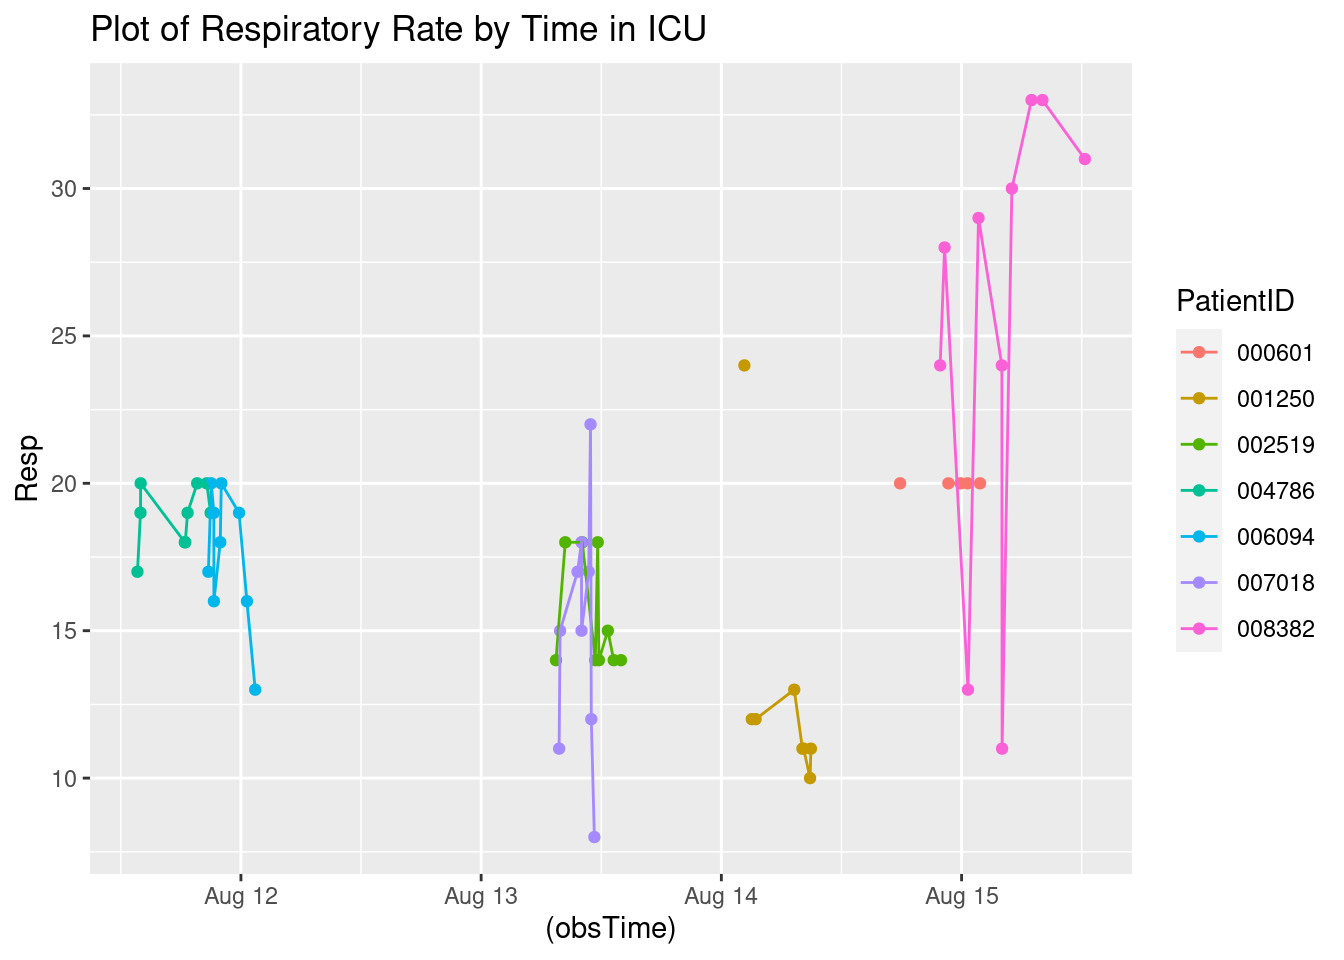 Plot of Respiratory Rate by Time in ICU
Resp
30
25
20
15
10
Aug 12
Aug 13
Aug 14
Aug 15
(obsTime)
PatientID
000601
001250
002519
004786
006094
007018
008382